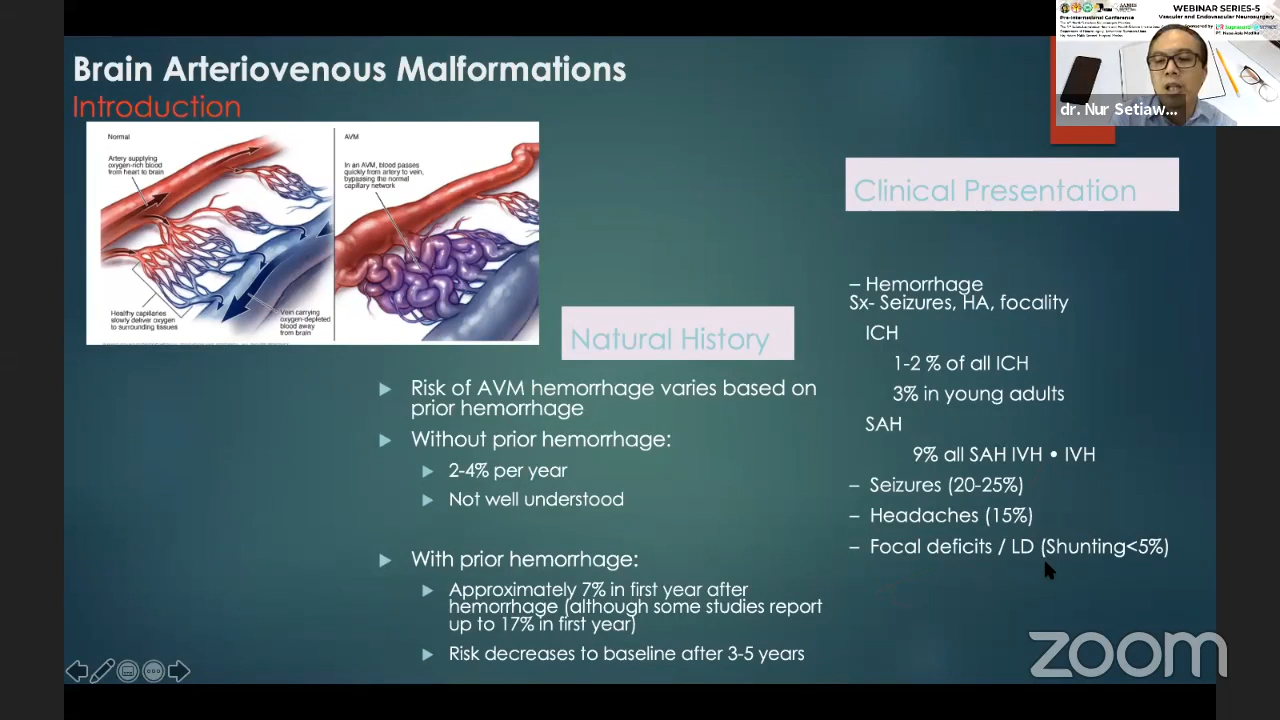 Brain Arteriovenous Malformations
Introduction
Normal
Artery supplying
oxygen-rich blood
from heart to brain
Healthy capillaries
slowly deliver oxygen
to surrounding tissues
Vein carrying
oxygen-depleted
blood away
from brain
AVM
In an AVM, blood passes
quickly from artery to vein,
bypassing the normal
capillary network
Natural History
Risk of AVM hemorrhage varies based on
prior hemorrhage
Without prior hemorrhage:
2-4% per year
Not well understood
With prior hemorrhage:
Approximately 7% in first year after
hemorrhage (although some studies report
up to 17% in first year)
Risk decreases to baseline after 3-5 years
Clinical Presentation
– Hemorrhage
Sx- Seizures, HA, focality
ICH
1-2 % of all ICH
3% in young adults
SAH
9% all SAH IVH • IVH
– Seizures (20-25%)
– Headaches (15%)
– Focal deficits / LD (Shunting<5%)
WEBINAR SERIES-5
Vascular and Endovascular Neurosurgery
Pre-International Conference
dr. Nur Setiaw...
zoom